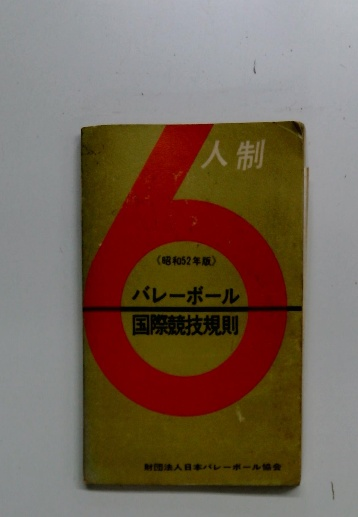 6人制
《昭和52年版》
バレーボール
国際競技規則
財団法人日本バレーボール協会